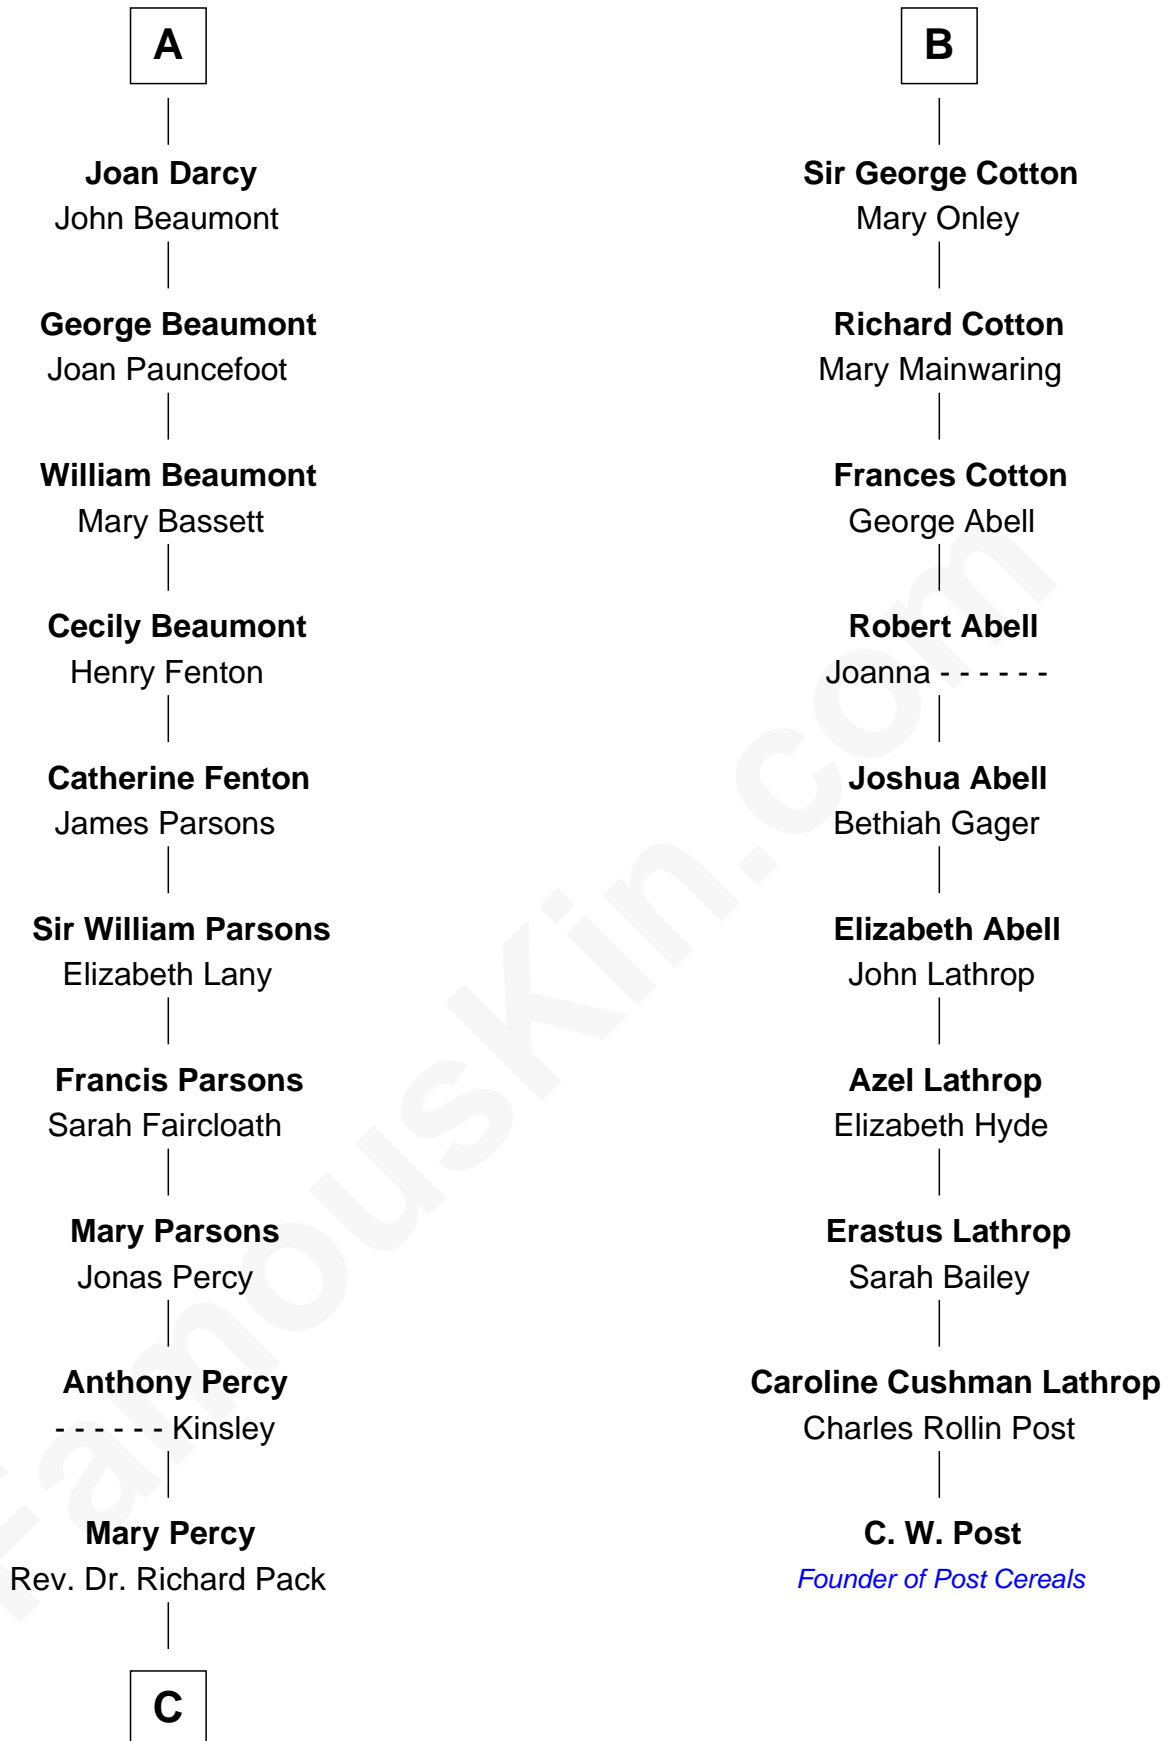 A
Joan Darcy
John Beaumont
George Beaumont
Joan Pauncefoot
William Beaumont
Mary Bassett
Cecily Beaumont
Henry Fenton
Catherine Fenton
James Parsons
Sir William Parsons
Elizabeth Lany
Francis Parsons
Sarah Faircloath
Mary Parsons
Jonas Percy
Anthony Percy
- - - - - - Kinsley
Mary Percy
Rev. Dr. Richard Pack
C
B
Sir George Cotton
Mary Onley
Richard Cotton
Mary Mainwaring
Frances Cotton
George Abell
Robert Abell
Joanna - - - - - -
Joshua Abell
Bethiah Gager
Elizabeth Abell
John Lathrop
Azel Lathrop
Elizabeth Hyde
Erastus Lathrop
Sarah Bailey
Caroline Cushman Lathrop
Charles Rollin Post
C. W. Post
Founder of Post Cereals
FamousKin.com